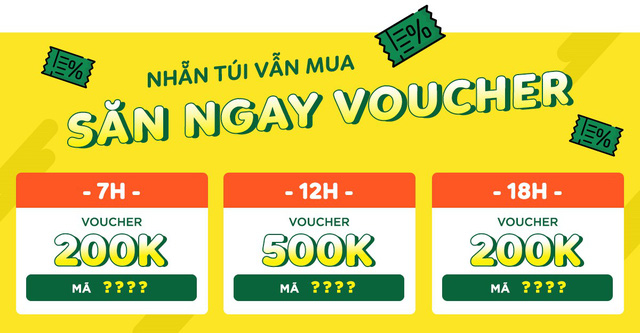 NHẴN TÚI VẪN MUA
SĂN NGAY VOUCHER
- 7H -
VOUCHER
200K
MÃ ????
- 12H -
VOUCHER
500K
MÃ ????
- 18H -
VOUCHER
200K
MÃ ????